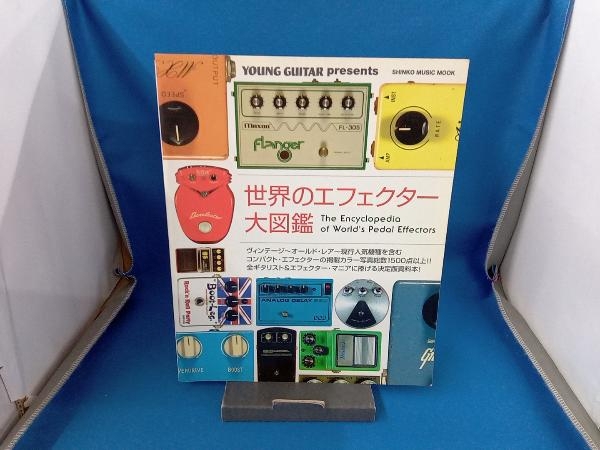 YOUNG GUITAR presents
SHINKO MUSIC MOOK
OUTPUT
SPEED
maxon
FL-305
flanger
RATE
世界のエフェクター
大図鑑
The Encyclopedia
of World's Pedal Effectors
ヴィンテージ~オールド・レア~現行人気機種を含む
コンパクト・エフェクターの掲載カラー写真総数1500点以上!!
全ギタリスト&エフェクター・マニアに捧げる決定版資料本!
Rock'n Roll Party
ANALOG DELAY
OVERDRIVE
BOOST